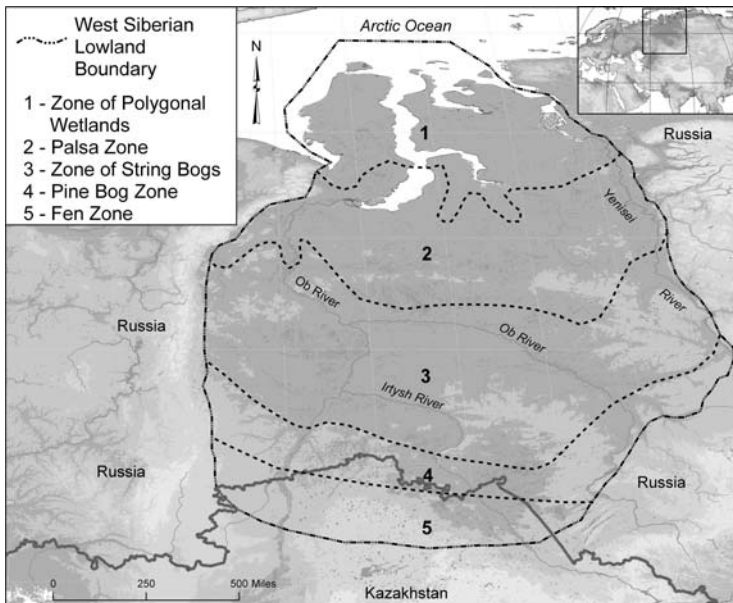 West Siberian
Lowland
Boundary
1 - Zone of Polygonal
Wetlands
2 - Palsa Zone
3 - Zone of String Bogs
4 - Pine Bog Zone
5 - Fen Zone
Arctic Ocean
N
1
Russia
Yenisei
2
Ob River
River
Russia
Ob River
3
Irtysh River
Russia
4
Russia
5
0 250 500 Miles
Kazakhstan